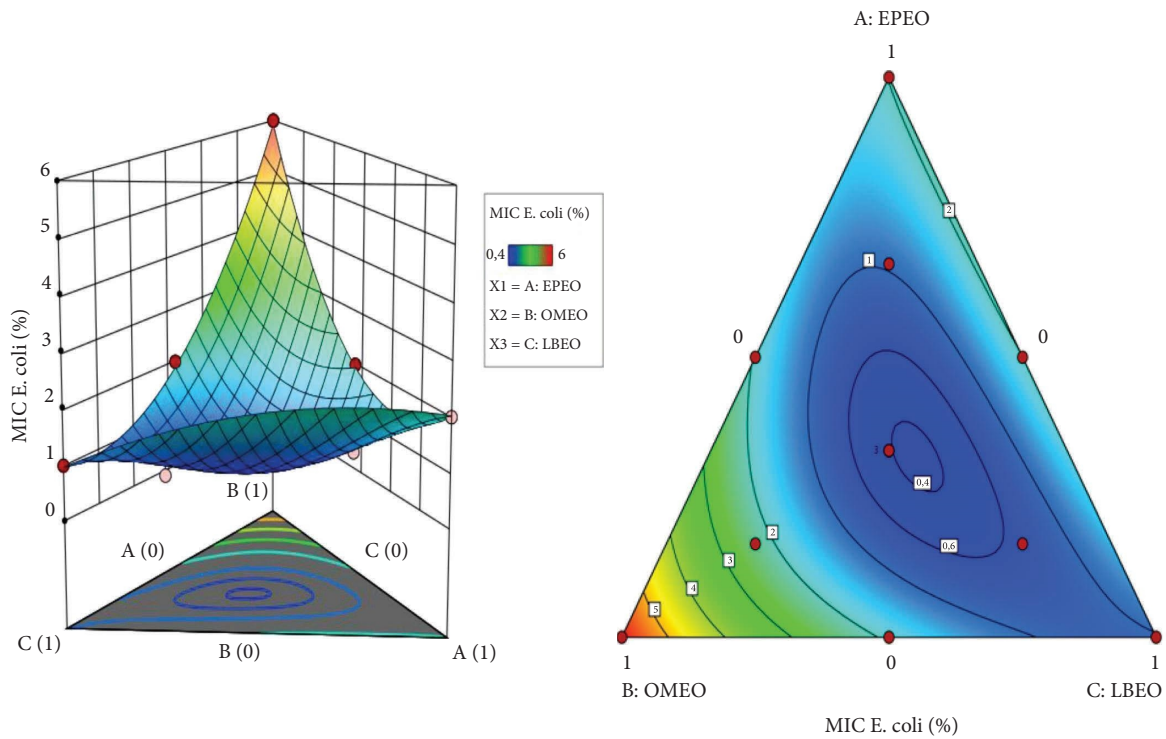 6
5
4
3
2
1
0
MIC E. coli (%)
B (1)
A (0)
C (0)
C (1)
B (0)
A (1)
MIC E. coli (%)
0,4 6
X1 = A: EPEO
X2 = B: OMEO
X3 = C: LBEO
A: EPEO
1
2
1
0 0
3
0,4
0,6
2
3
4
5
1 0 1
B: OMEO C: LBEO
MIC E. coli (%)